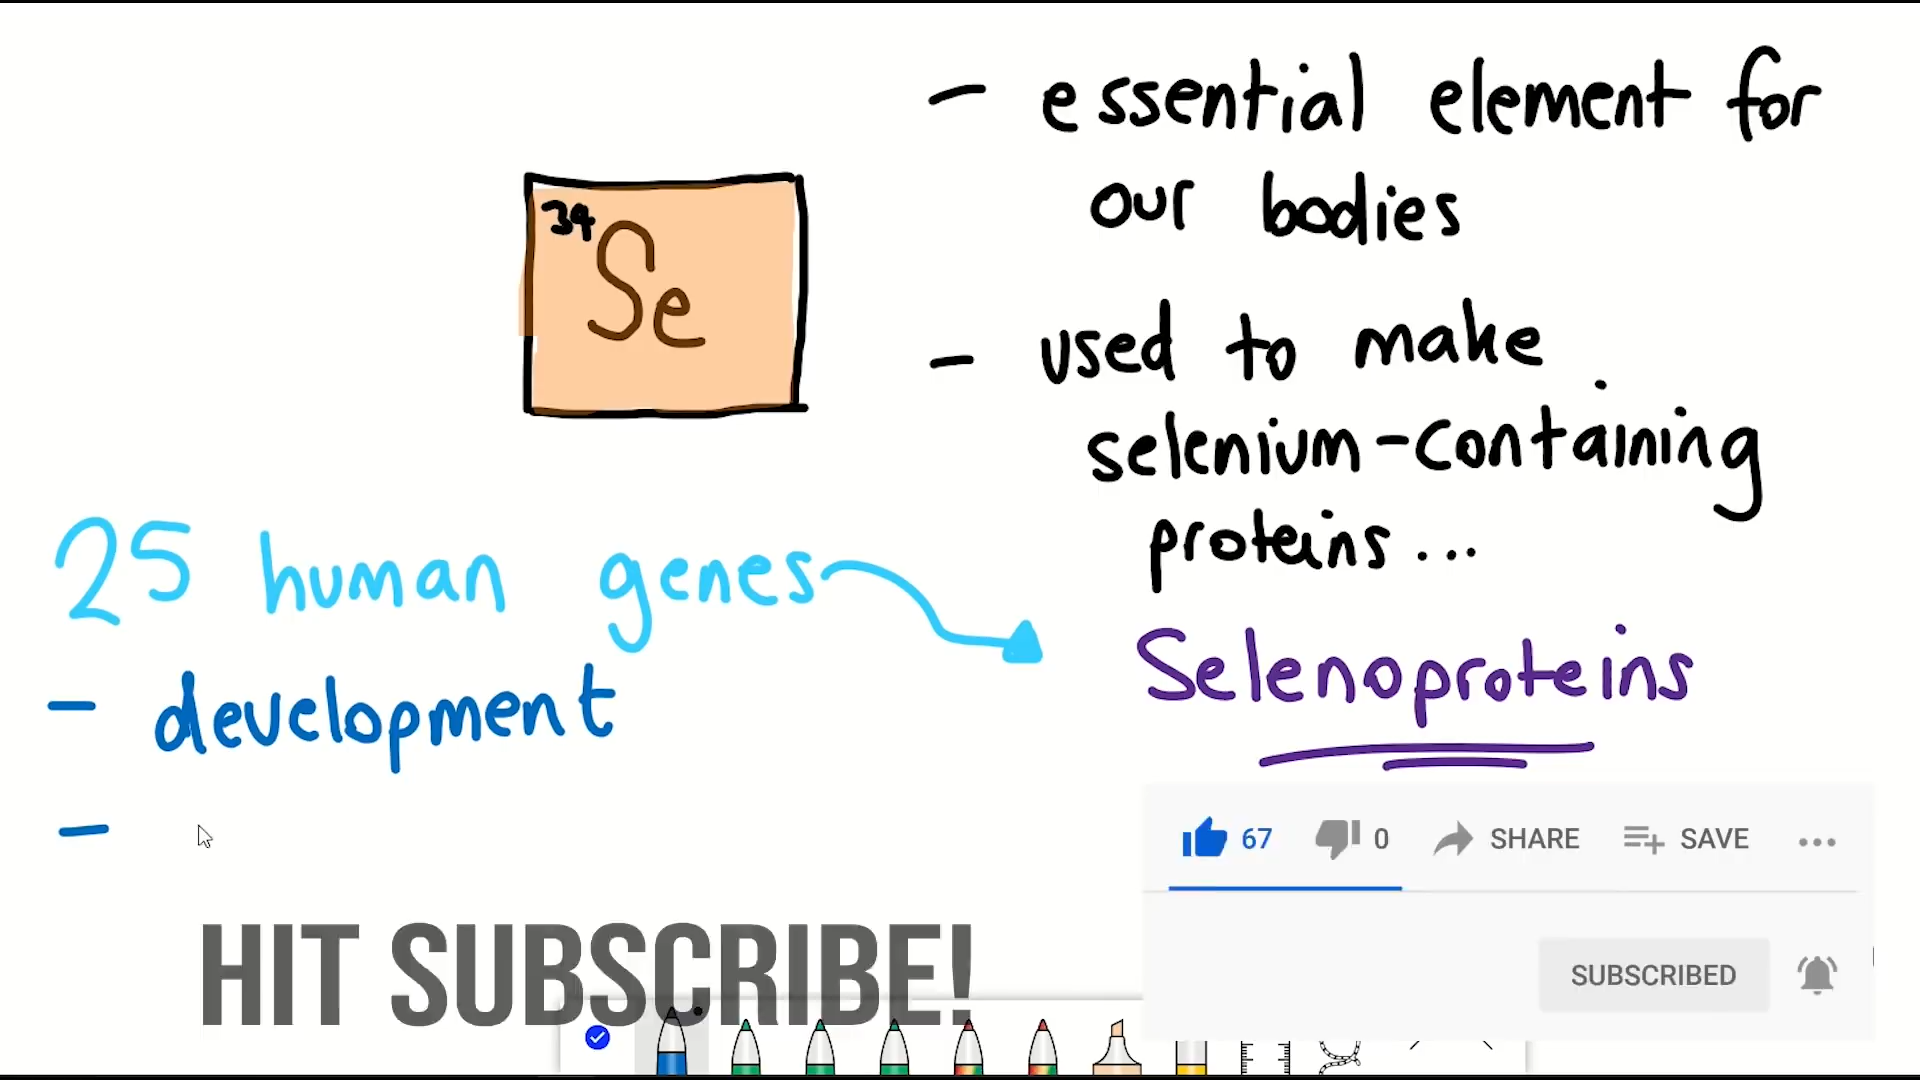 - essential element for
our bodies
34
Se
- used to make
selenium-containing
proteins...
25 human genes
Selenoproteins
- development
-
67 0 SHARE SAVE ...
HIT SUBSCRIBE!
SUBSCRIBED